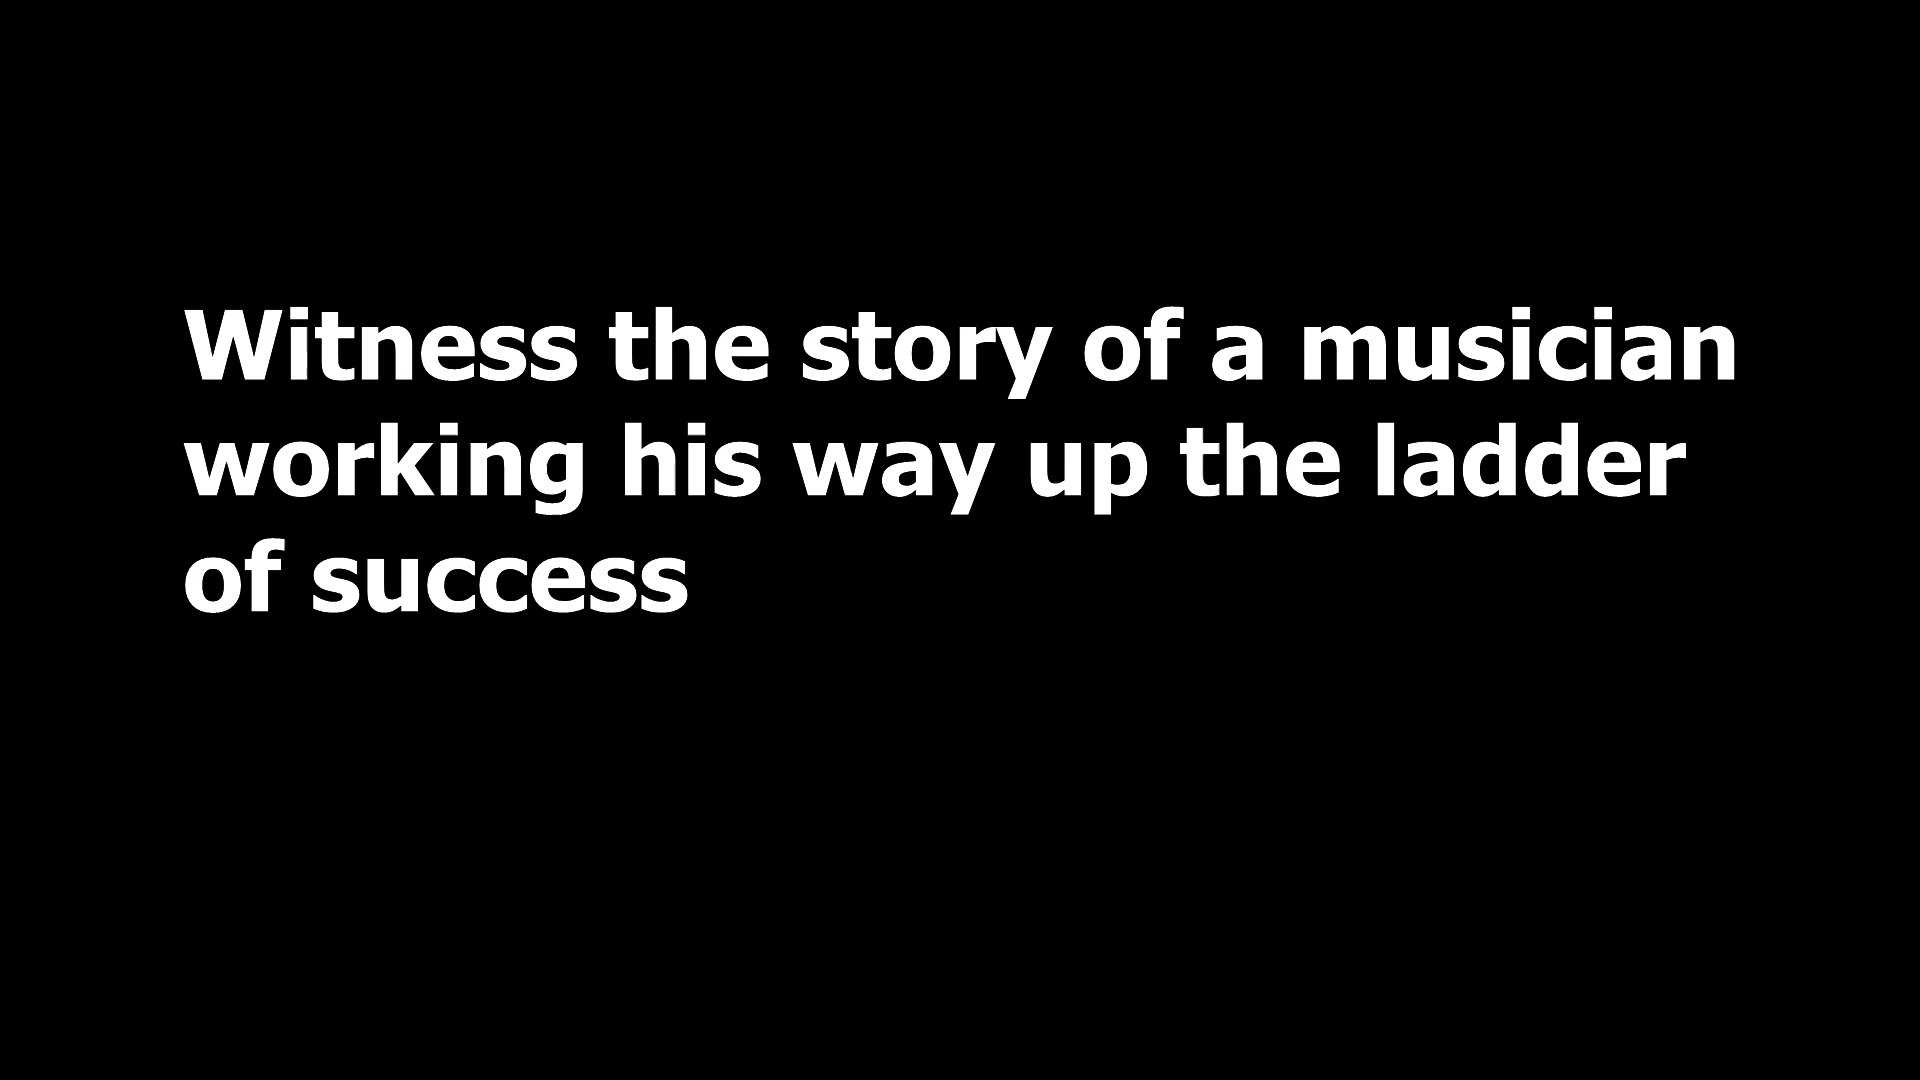 Witness the story of a musician
working his way up the ladder
of success